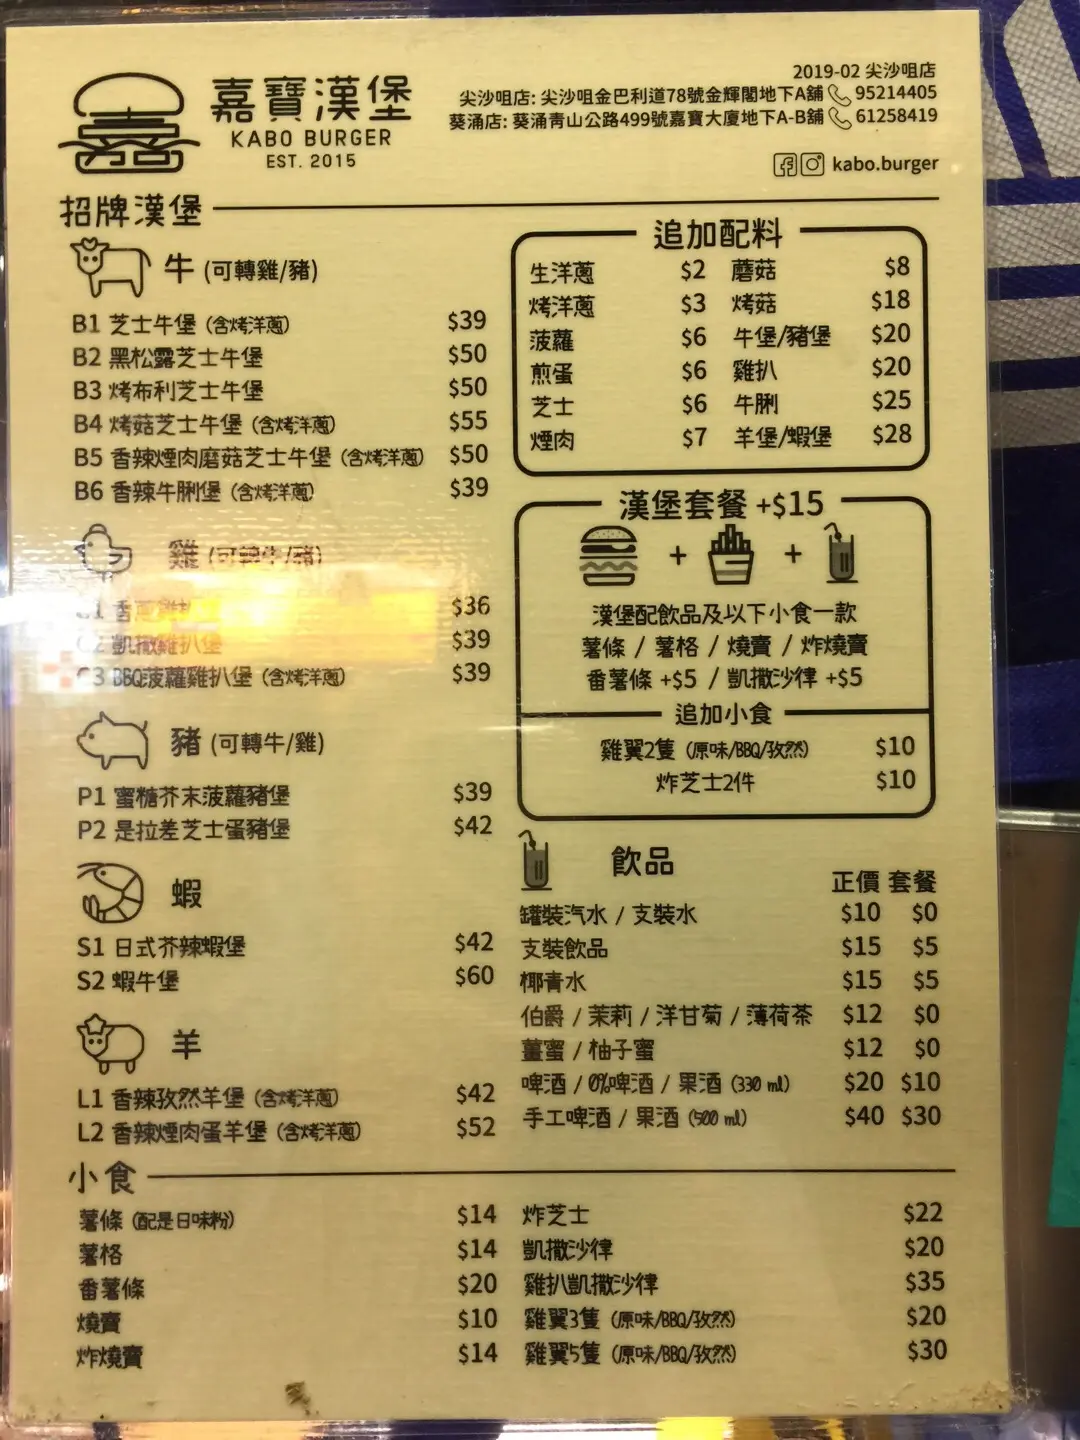 嘉寶漢堡
KABO BURGER
EST. 2015
2019-02 尖沙咀店
尖沙咀店: 尖沙咀金巴利道78號金輝閣地下A舖 95214405
葵涌店: 葵涌青山公路499號嘉寶大廈地下A-B舖 61258419
kabo.burger
招牌漢堡
牛 (可轉雞/豬)
B1 芝士牛堡 (含烤洋蔥) $39
B2 黑松露芝士牛堡 $50
B3 烤布利芝士牛堡 $50
B4 烤菇芝士牛堡 (含烤洋蔥) $55
B5 香辣煙肉磨菇芝士牛堡 (含烤洋蔥) $50
B6 香辣牛脷堡 (含烤洋蔥) $39
雞 (可轉牛/豬)
香 $36
凱撒雞扒堡 $39
C3 BBQ菠蘿雞扒堡 (含烤洋蔥) $39
豬 (可轉牛/雞)
P1 蜜糖芥末菠蘿豬堡 $39
P2 是拉差芝士蛋豬堡 $42
蝦
S1 日式芥辣蝦堡 $42
S2 蝦牛堡 $60
羊
L1 香辣孜然羊堡 (含烤洋蔥) $42
L2 香辣煙肉蛋羊堡 (含烤洋蔥) $52
追加配料
生洋蔥 $2 蘑菇 $8
烤洋蔥 $3 烤菇 $18
菠蘿 $6 牛堡/豬堡 $20
煎蛋 $6 雞扒 $20
芝士 $6 牛脷 $25
煙肉 $7 羊堡/蝦堡 $28
漢堡套餐 +$15
+ +
漢堡配飲品及以下小食一款
薯條 / 薯格 / 燒賣 / 炸燒賣
番薯條 +$5 / 凱撒沙律 +$5
追加小食
雞翼2隻 (原味/BBQ/孜然) $10
炸芝士2件 $10
飲品
正價 套餐
罐裝汽水 / 支裝水 $10 $0
支裝飲品 $15 $5
椰青水 $15 $5
伯爵 / 茉莉 / 洋甘菊 / 薄荷茶 $12 $0
薑蜜 / 柚子蜜 $12 $0
啤酒 / 0%啤酒 / 果酒 (330 ml) $20 $10
手工啤酒 / 果酒 (500 ml) $40 $30
小食
薯條 (配是日味粉) $14
薯格 $14
番薯條 $20
燒賣 $10
炸燒賣 $14
炸芝士 $22
凱撒沙律 $20
雞扒凱撒沙律 $35
雞翼3隻 (原味/BBQ/孜然) $20
雞翼5隻 (原味/BBQ/孜然) $30